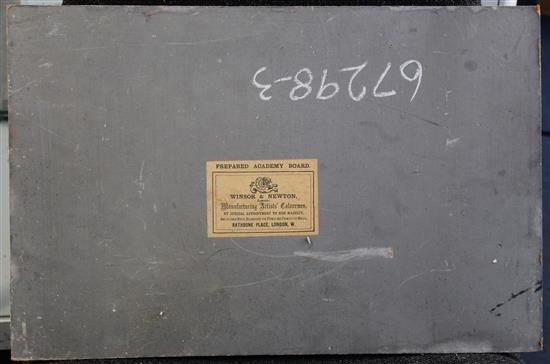 67298-3
PREPARED ACADEMY BOARD.
WINSOR & NEWTON,
Manufacturing Artists' Colourmen,
BY SPECIAL APPOINTMENT TO HER MAJESTY,
RATHBONE PLACE, LONDON, W.